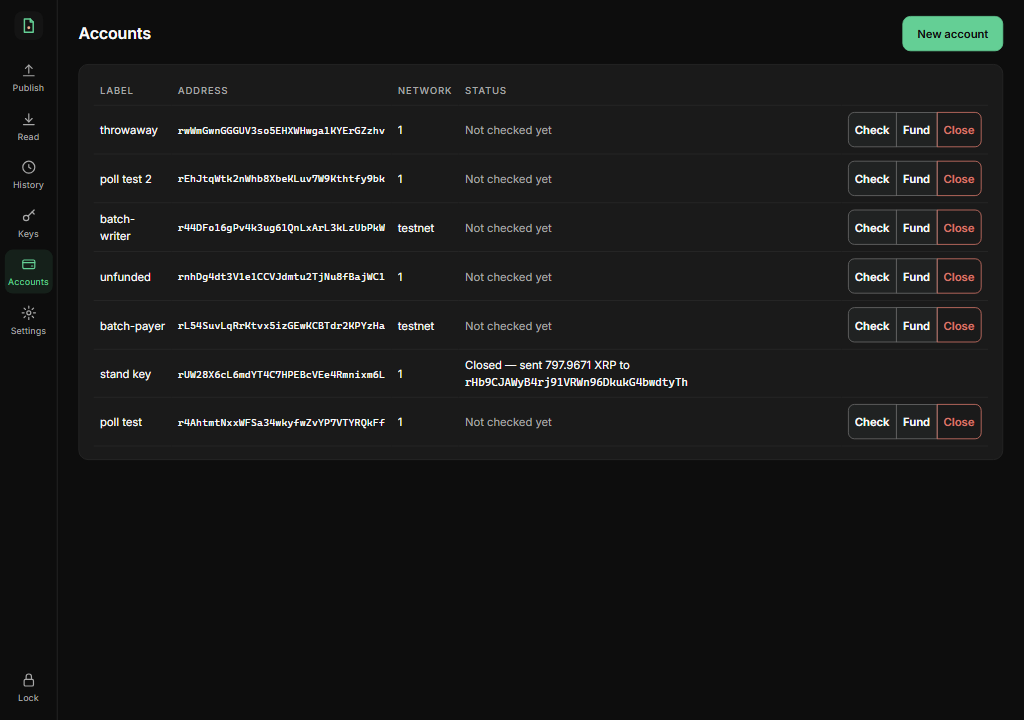 Accounts
New account
Publish
Read
History
Keys
Accounts
Settings
Lock
LABEL ADDRESS NETWORK STATUS
throwaway rwWmGwnGGGUV3so5EHXWHwga1KYErGZzhv 1 Not checked yet Check Fund Close
poll test 2 rEhJtqWtk2nWhb8XbeKLuv7W9Kthtfy9bk 1 Not checked yet Check Fund Close
batch-
writer r44DFo16gPv4k3ug61QnLxArL3kLzUbPkW testnet Not checked yet Check Fund Close
unfunded rnhDg4dt3V1e1CCVJdmtu2TjNu8fBajWC1 1 Not checked yet Check Fund Close
batch-payer rL54SuvLqRrKtvx5izGEwKCBTdr2KPYzHa testnet Not checked yet Check Fund Close
stand key rUW28X6cL6mdYT4C7HPEBcVEe4Rmnixm6L 1 Closed — sent 797.9671 XRP to
rHb9CJAWyB4rj91VRWn96DkukG4bwdtyTh
poll test r4AhtmtNxxWFSa34wkyfwZvYP7VTYRQkFf 1 Not checked yet Check Fund Close